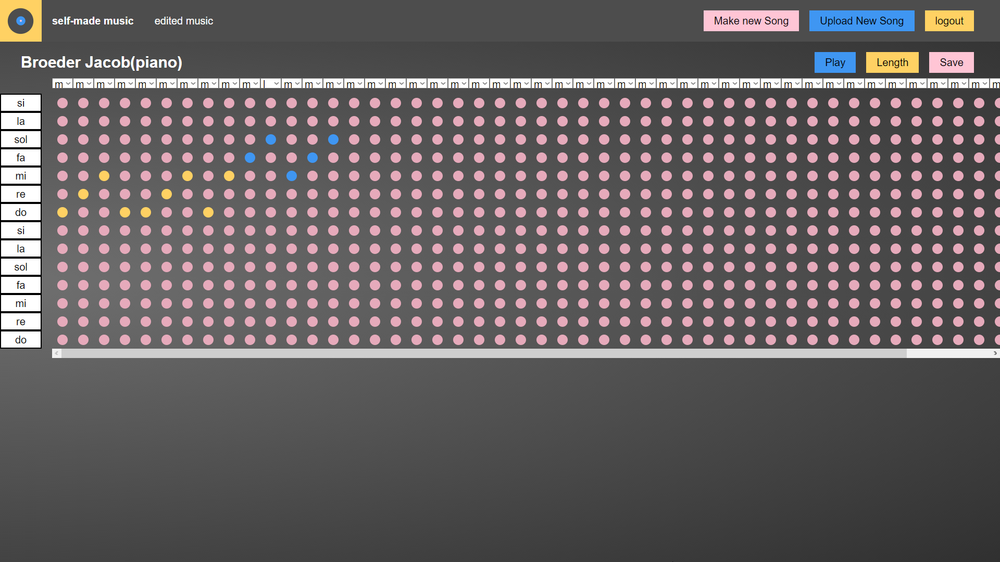 self-made music edited music Make new Song Upload New Song logout
Broeder Jacob(piano) Play Length Save
m m m m m m m m m m l m m m m m m m m m m m m m m m m m m m m m m m m m m m m m m m m m m m
si
la
sol
fa
mi
re
do
si
la
sol
fa
mi
re
do